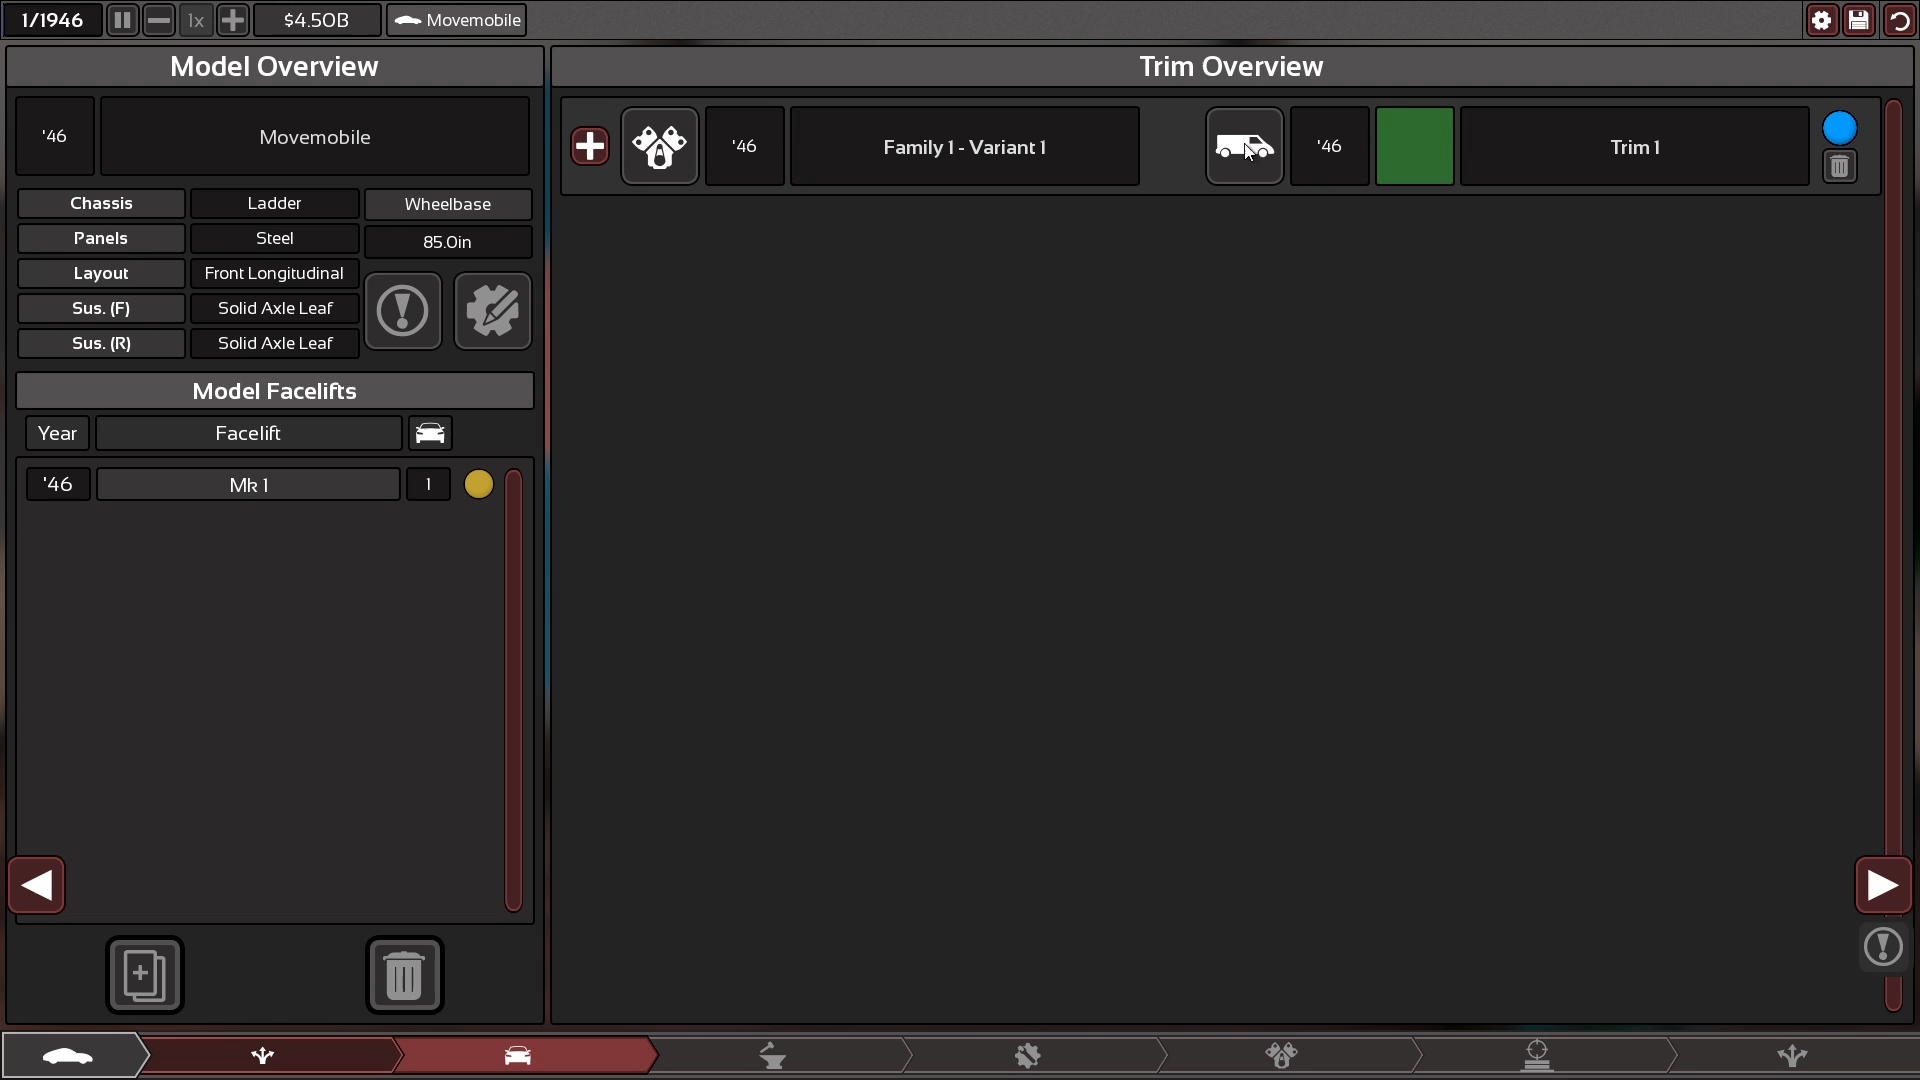 1/1946
1x
$4.50B
Movemobile
Model Overview
'46
Movemobile
Chassis Ladder Wheelbase
Panels Steel 85.0in
Layout Front Longitudinal
Sus. (F) Solid Axle Leaf
Sus. (R) Solid Axle Leaf
Model Facelifts
Year Facelift
'46 Mk 1 1
Trim Overview
'46 Family 1 - Variant 1 '46 Trim 1